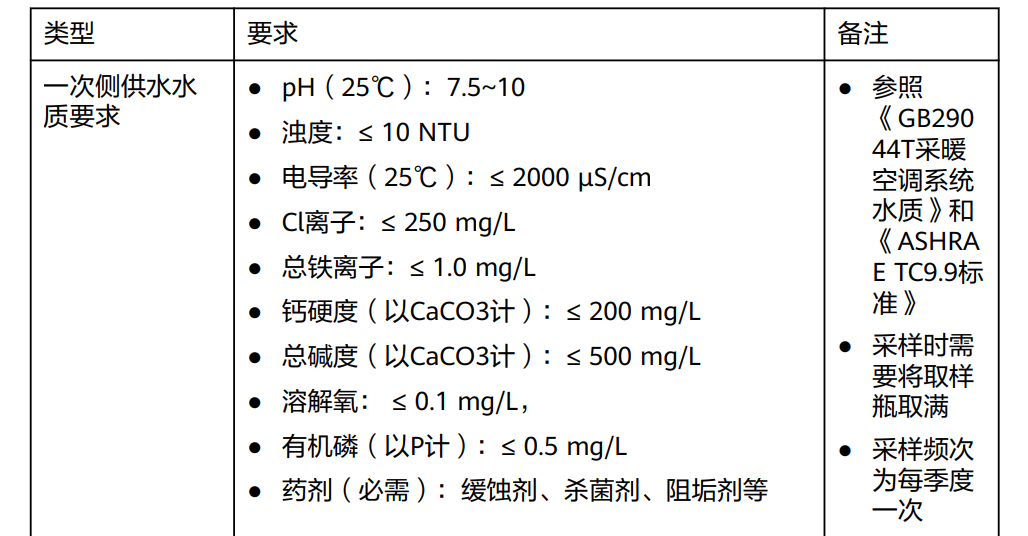 类型
要求
备注
一次侧供水水
质要求
● pH（25℃）：7.5~10
● 浊度：≤ 10 NTU
● 电导率（25℃）：≤ 2000 μS/cm
● Cl离子：≤ 250 mg/L
● 总铁离子：≤ 1.0 mg/L
● 钙硬度（以CaCO3计）：≤ 200 mg/L
● 总碱度（以CaCO3计）：≤ 500 mg/L
● 溶解氧： ≤ 0.1 mg/L，
● 有机磷（以P计）：≤ 0.5 mg/L
● 药剂（必需）：缓蚀剂、杀菌剂、阻垢剂等
● 参照
《GB290
44T采暖
空调系统
水质》和
《ASHRA
E TC9.9标
准》
● 采样时需
要将取样
瓶取满
● 采样频次
为每季度
一次